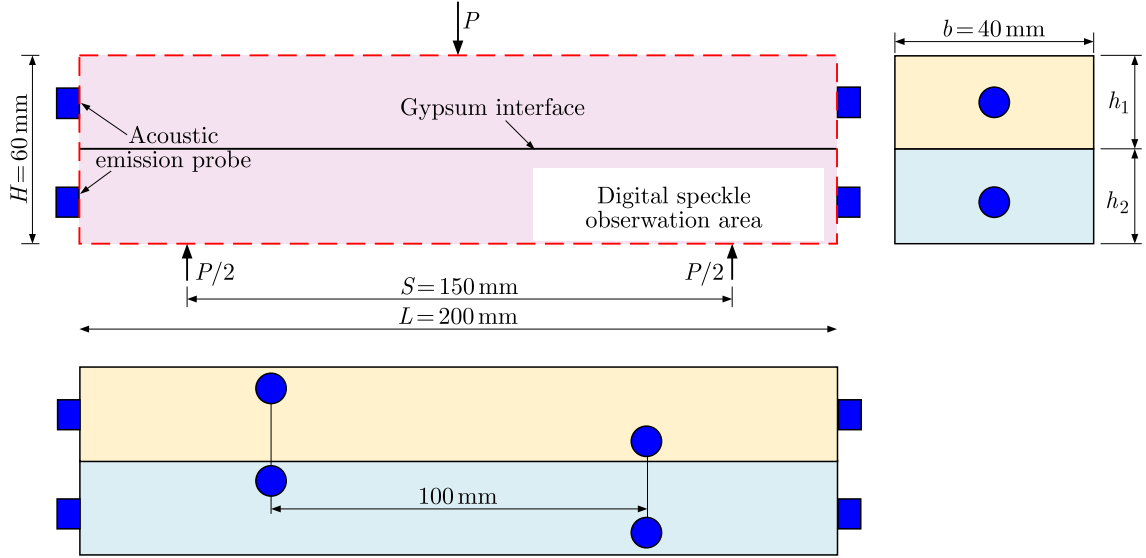 P
b = 40 mm
Gypsum interface
h1
Acoustic
emission probe
H = 60 mm
Digital speckle
obserwation area
h2
P/2
P/2
S = 150 mm
L = 200 mm
100 mm